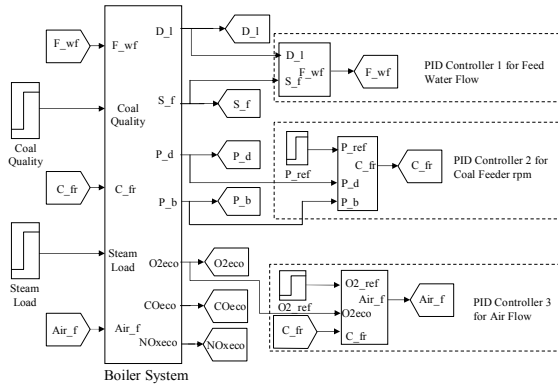 F_wf
F_wf
D_l
D_l
D_l
F_wf
S_f
F_wf
PID Controller 1 for Feed
Water Flow
Coal
Quality
Coal
Quality
S_f
S_f
C_fr
C_fr
P_d
P_d
P_b
P_b
P_ref
P_ref
C_fr
P_d
P_b
C_fr
PID Controller 2 for
Coal Feeder rpm
Steam
Load
Steam
Load
O2eco
O2eco
COeco
COeco
NOxeco
NOxeco
Air_f
Air_f
O2_ref
C_fr
O2_ref
Air_f
O2eco
C_fr
Air_f
PID Controller 3
for Air Flow
Boiler System